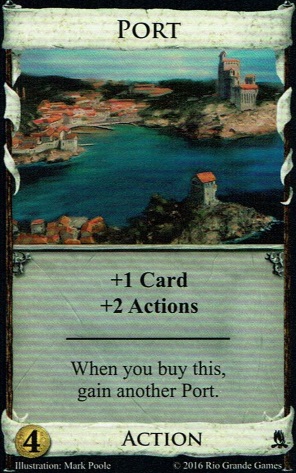 PORT
+1 Card
+2 Actions
When you buy this,
gain another Port.
4
ACTION
Illustration: Mark Poole © 2016 Rio Grande Games